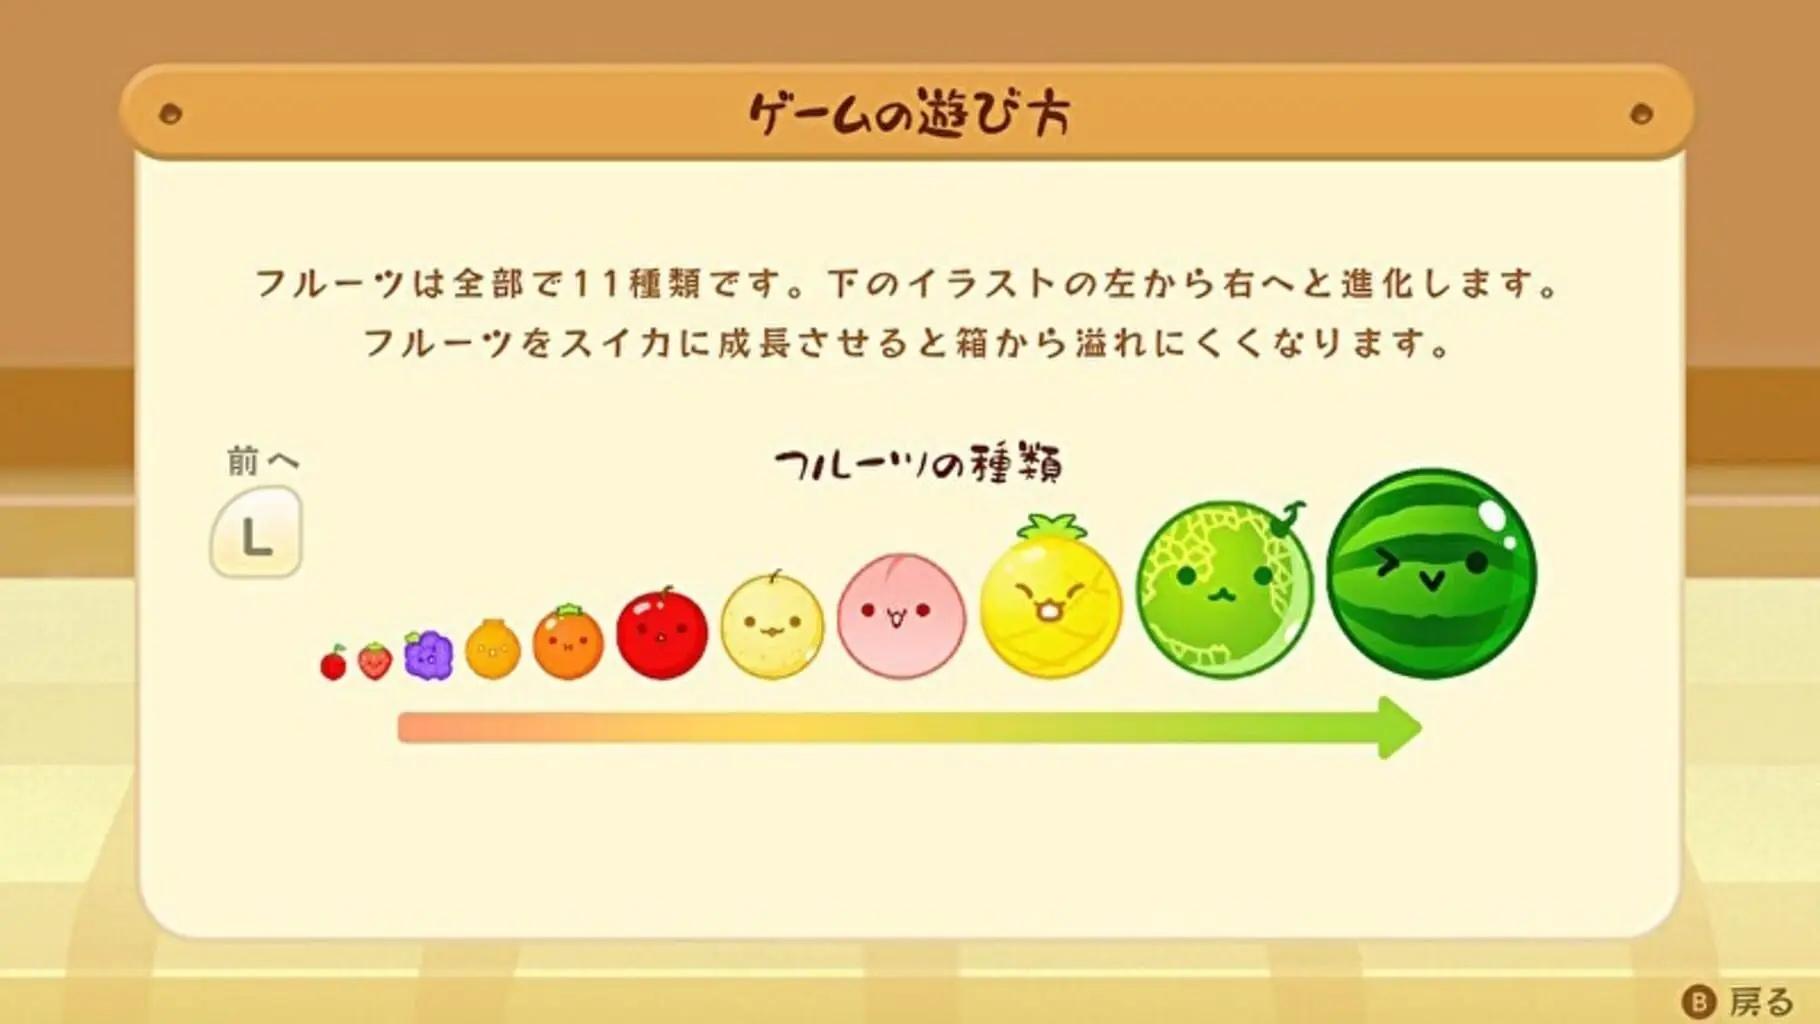 ゲームの遊び方
フルーツは全部で11種類です。下のイラストの左から右へと進化します。
フルーツをスイカに成長させると箱から溢れにくくなります。
前へ
L
フルーツの種類
B 戻る